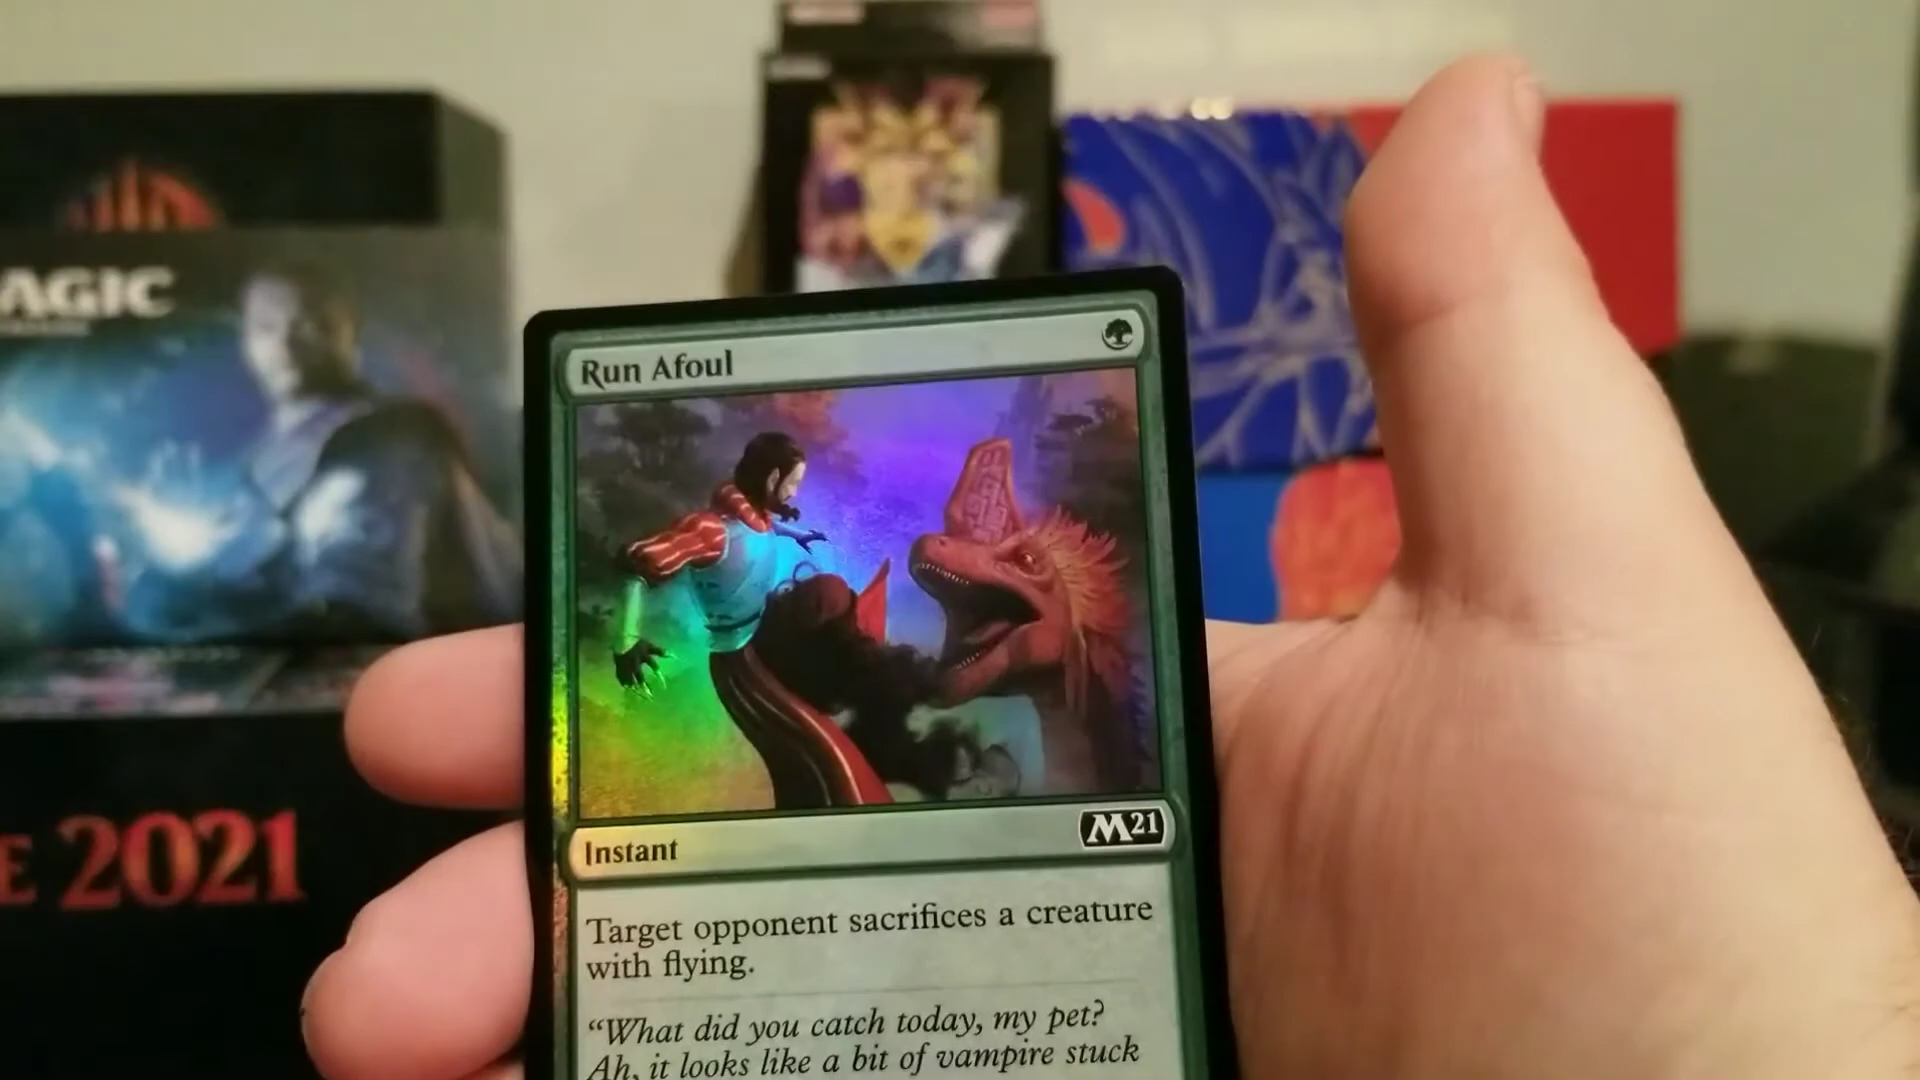 AGIC
E 2021
Run Afoul
Instant
M21
Target opponent sacrifices a creature
with flying.
“What did you catch today, my pet?
Ah, it looks like a bit of vampire stuck